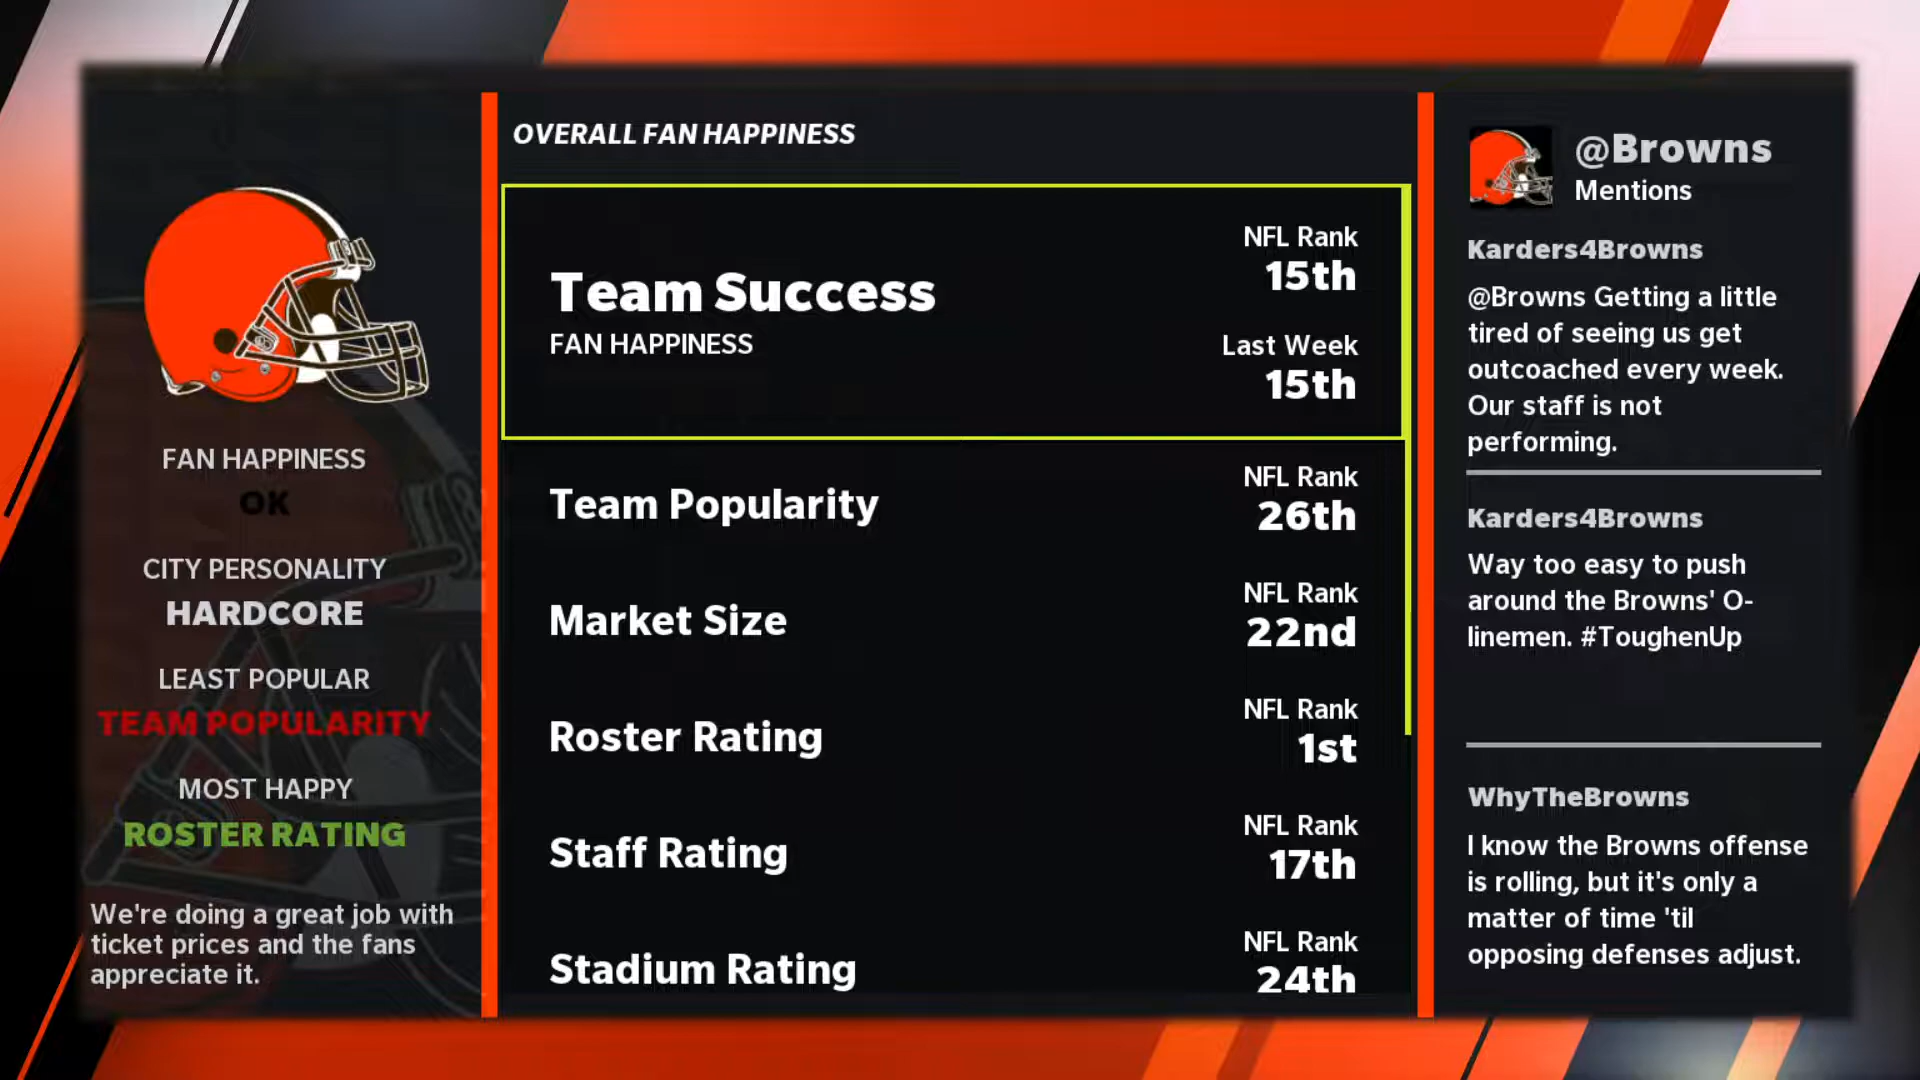 FAN HAPPINESS
OK
CITY PERSONALITY
HARDCORE
LEAST POPULAR
TEAM POPULARITY
MOST HAPPY
ROSTER RATING
We're doing a great job with
ticket prices and the fans
appreciate it.
OVERALL FAN HAPPINESS
Team Success
FAN HAPPINESS
NFL Rank
15th
Last Week
15th
Team Popularity
NFL Rank
26th
Market Size
NFL Rank
22nd
Roster Rating
NFL Rank
1st
Staff Rating
NFL Rank
17th
Stadium Rating
NFL Rank
24th
@Browns
Mentions
Karders4Browns
@Browns Getting a little
tired of seeing us get
outcoached every week.
Our staff is not
performing.
Karders4Browns
Way too easy to push
around the Browns' O-
linemen. #ToughenUp
WhyTheBrowns
I know the Browns offense
is rolling, but it's only a
matter of time 'til
opposing defenses adjust.